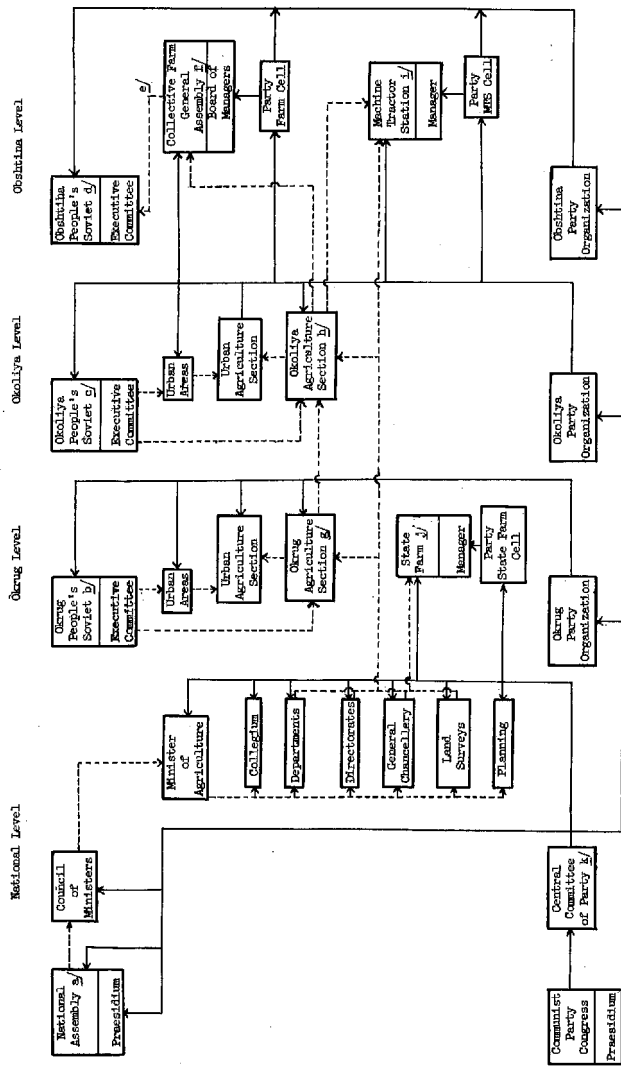 National Level
National
Assembly a/
Praesidium
Council
of
Ministers
Minister
of
Agriculture
Collegium
Departments
Directorates
General
Chancellery
Land
Surveys
Planning
Communist
Party
Congress
Praesidium
Central
Committee
of Party k/
Okrug Level
Okrug
People's
Soviet b/
Executive
Committee
Urban
Areas
Urban
Agriculture
Section
Okrug
Agriculture
Section g/
State
Farm j/
Manager
Party
State Farm
Cell
Okrug
Party
Organization
Okoliya Level
Okoliya
People's
Soviet c/
Executive
Committee
Urban
Areas
Urban
Agriculture
Section
Okoliya
Agriculture
Section h/
Okoliya
Party
Organization
Obshtina Level
Obshtina
People's
Soviet d/
Executive
Committee
e/
Collective Farm
General
Assembly f/
Board of
Managers
Party
Farm Cell
Machine
Tractor
Station i/
Manager
Party
MTS Cell
Obshtina
Party
Organization